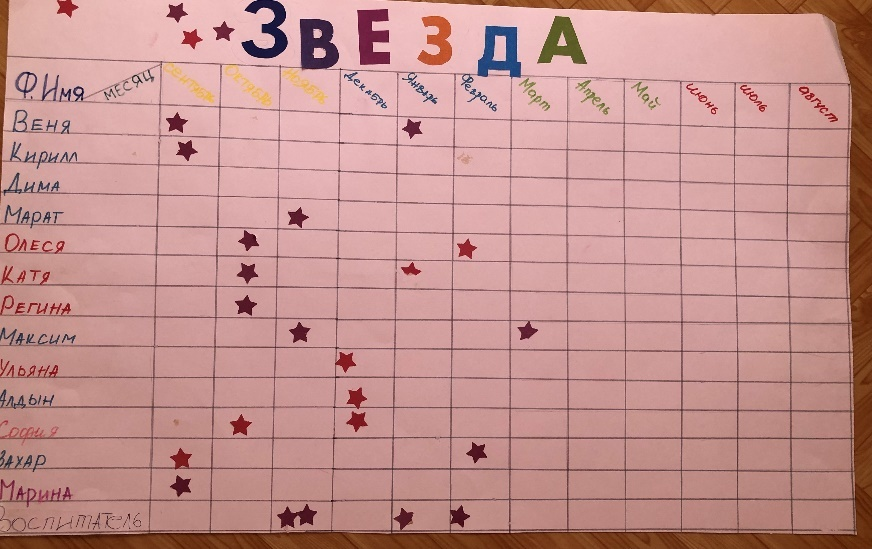 ЗВЕЗДА
Ф.Имя МЕСЯЦ Сентябрь Октябрь Ноябрь Декабрь Январь Февраль Март Апрель Май июнь июль август
Веня
Кирилл
Дима
Марат
Олеся
Катя
Регина
Максим
Ульяна
Алдын
София
Захар
Марина
Воспитатель